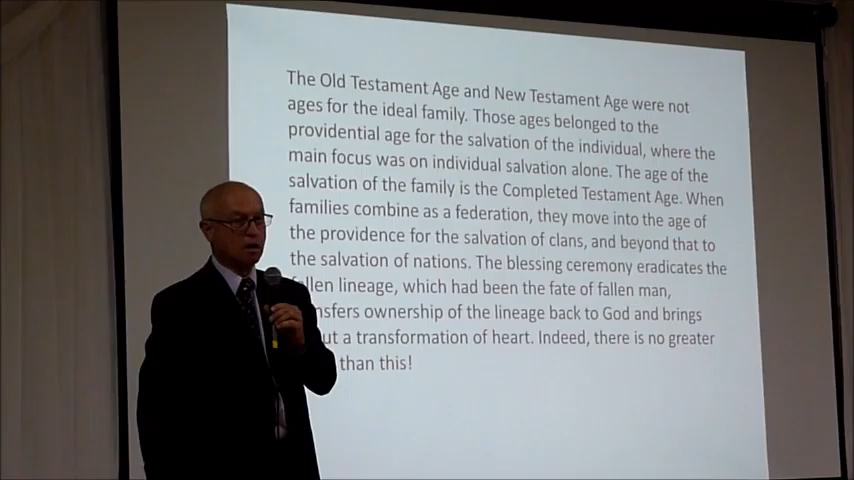 The Old Testament Age and New Testament Age were not
ages for the ideal family. Those ages belonged to the
providential age for the salvation of the individual, where the
main focus was on individual salvation alone. The age of the
salvation of the family is the Completed Testament Age. When
families combine as a federation, they move into the age of
the providence for the salvation of clans, and beyond that to
the salvation of nations. The blessing ceremony eradicates the
lineage, which had been the fate of fallen man,
ownership of the lineage back to God and brings
a transformation of heart. Indeed, there is no greater
than this!